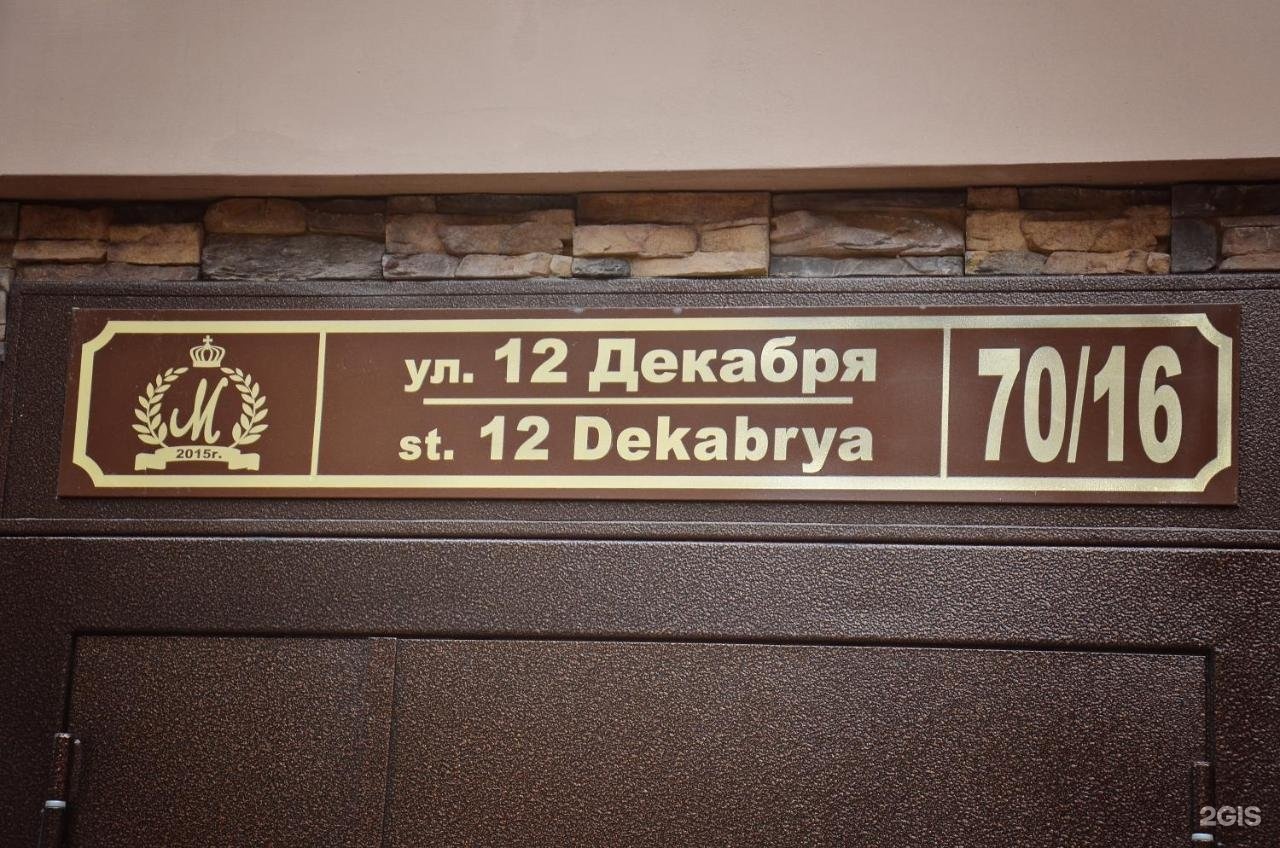 М
2015г.
ул. 12 Декабря
st. 12 Dekabrya
70/16
2GIS